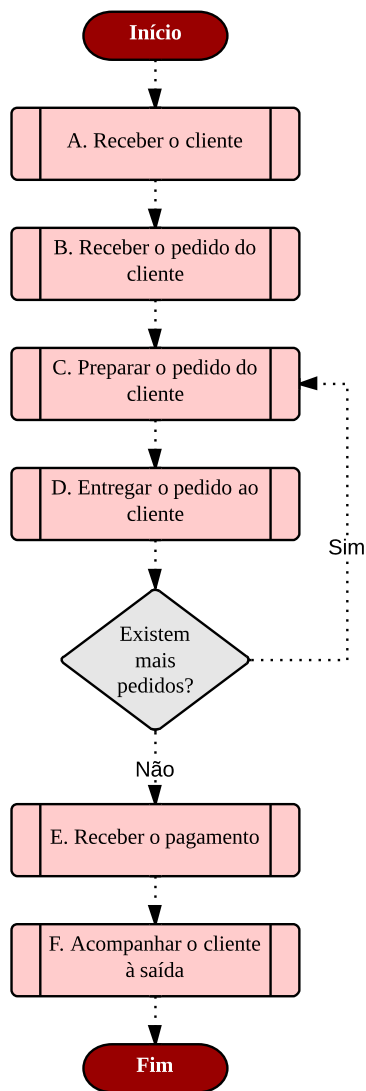 Início
A. Receber o cliente
B. Receber o pedido do
cliente
C. Preparar o pedido do
cliente
D. Entregar o pedido ao
cliente
Sim
Existem
mais
pedidos?
Não
E. Receber o pagamento
F. Acompanhar o cliente
à saída
Fim